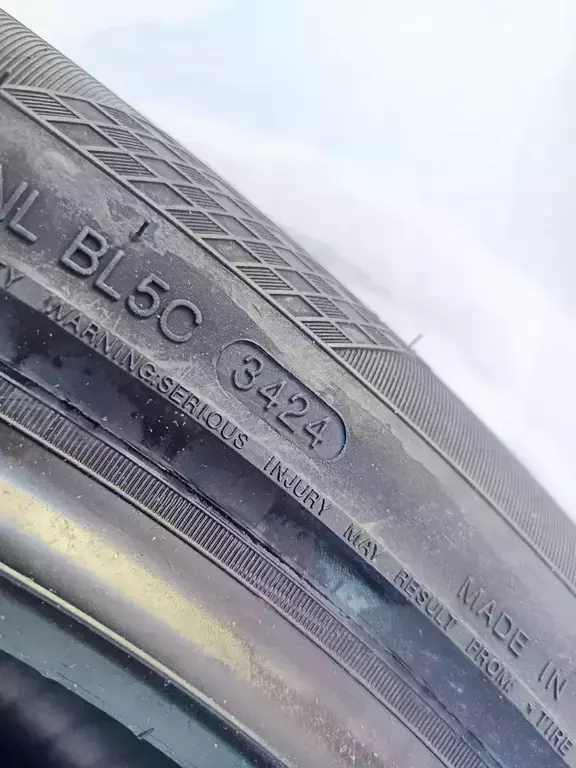 NL BL5C 3424
Y WARNING:SERIOUS INJURY MAY RESULT FROM: •TIRE
MADE IN